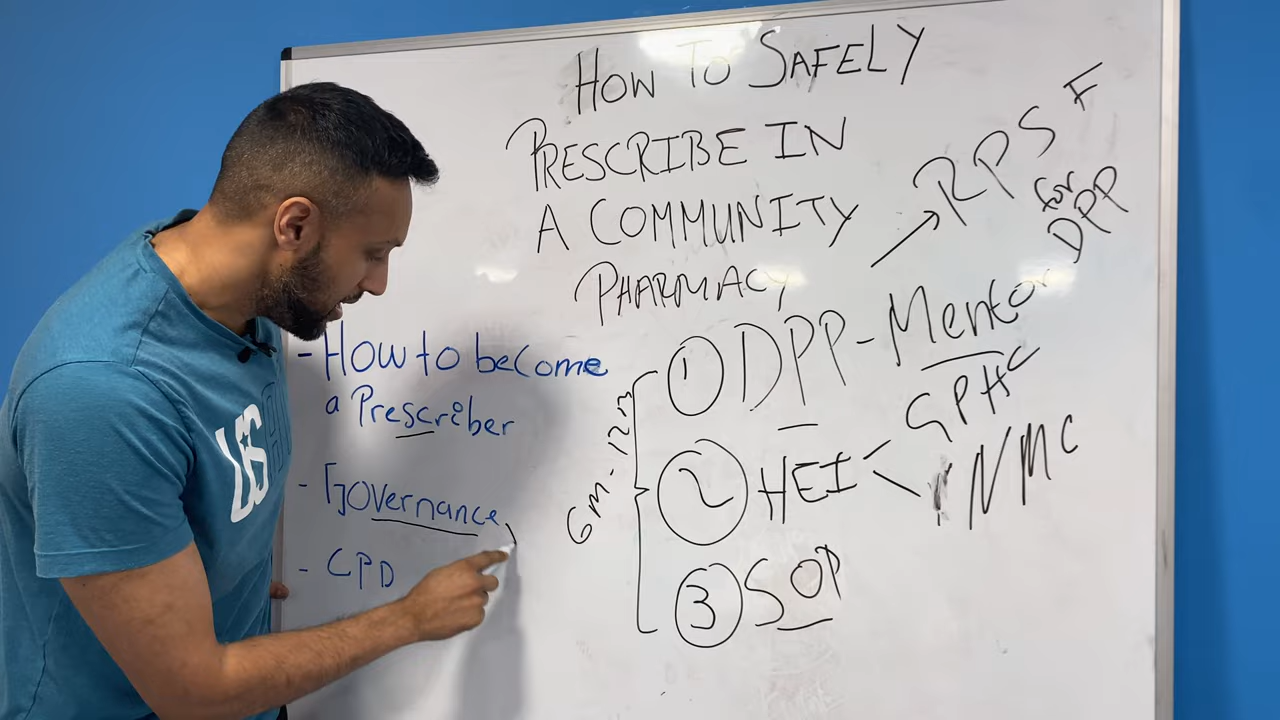 HOW TO SAFELY
PRESCRIBE IN
A COMMUNITY
PHARMACY
- How to become
a Prescriber
- Governance
- CPD
6m - 12m
① DPP - Mentor
② HEI
GPHC
NMC
③ SOP
RPS F
for
DPP